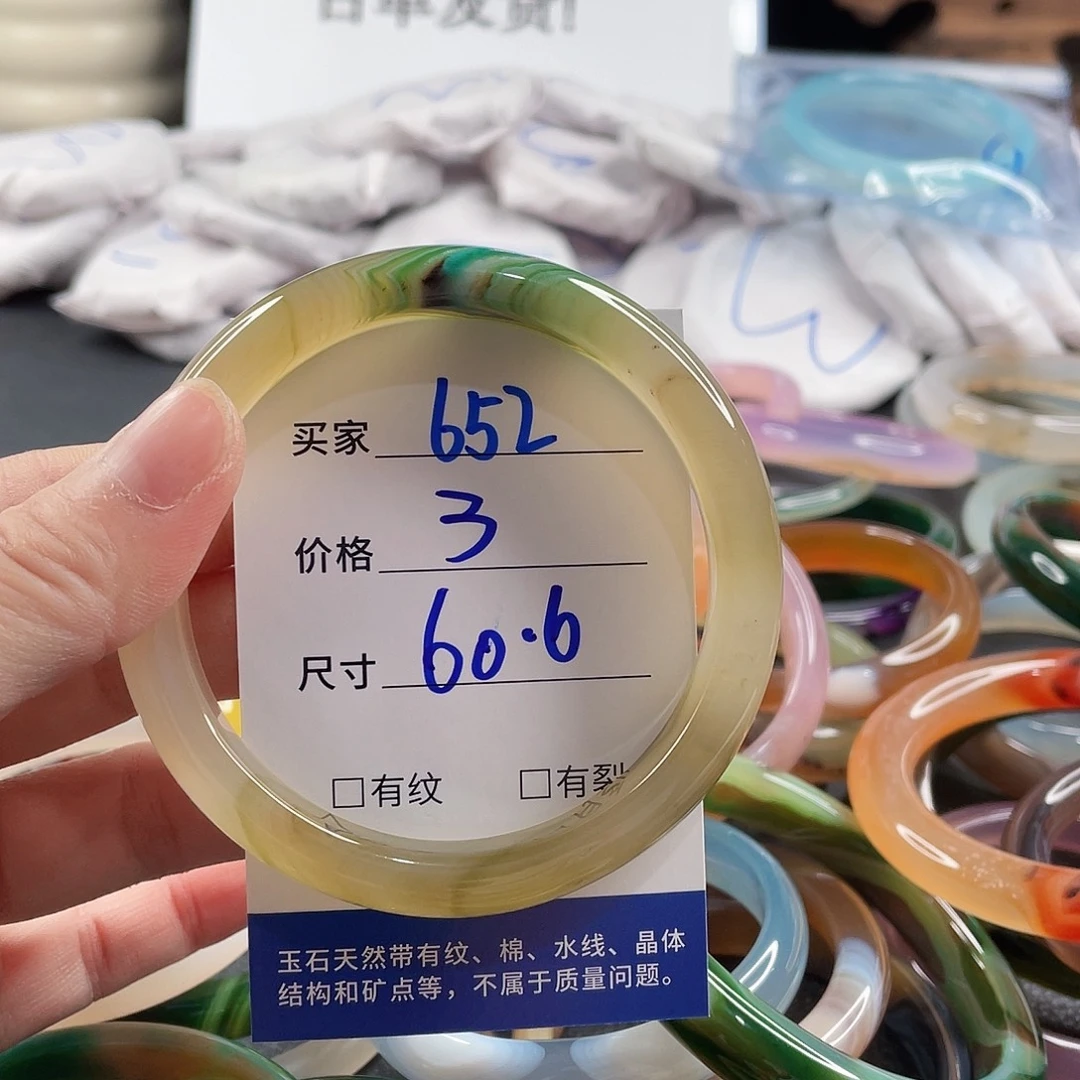 买家 652
价格 3
尺寸 60.6
□有纹 □有裂
玉石天然带有纹、棉、水线、晶体
结构和矿点等，不属于质量问题。